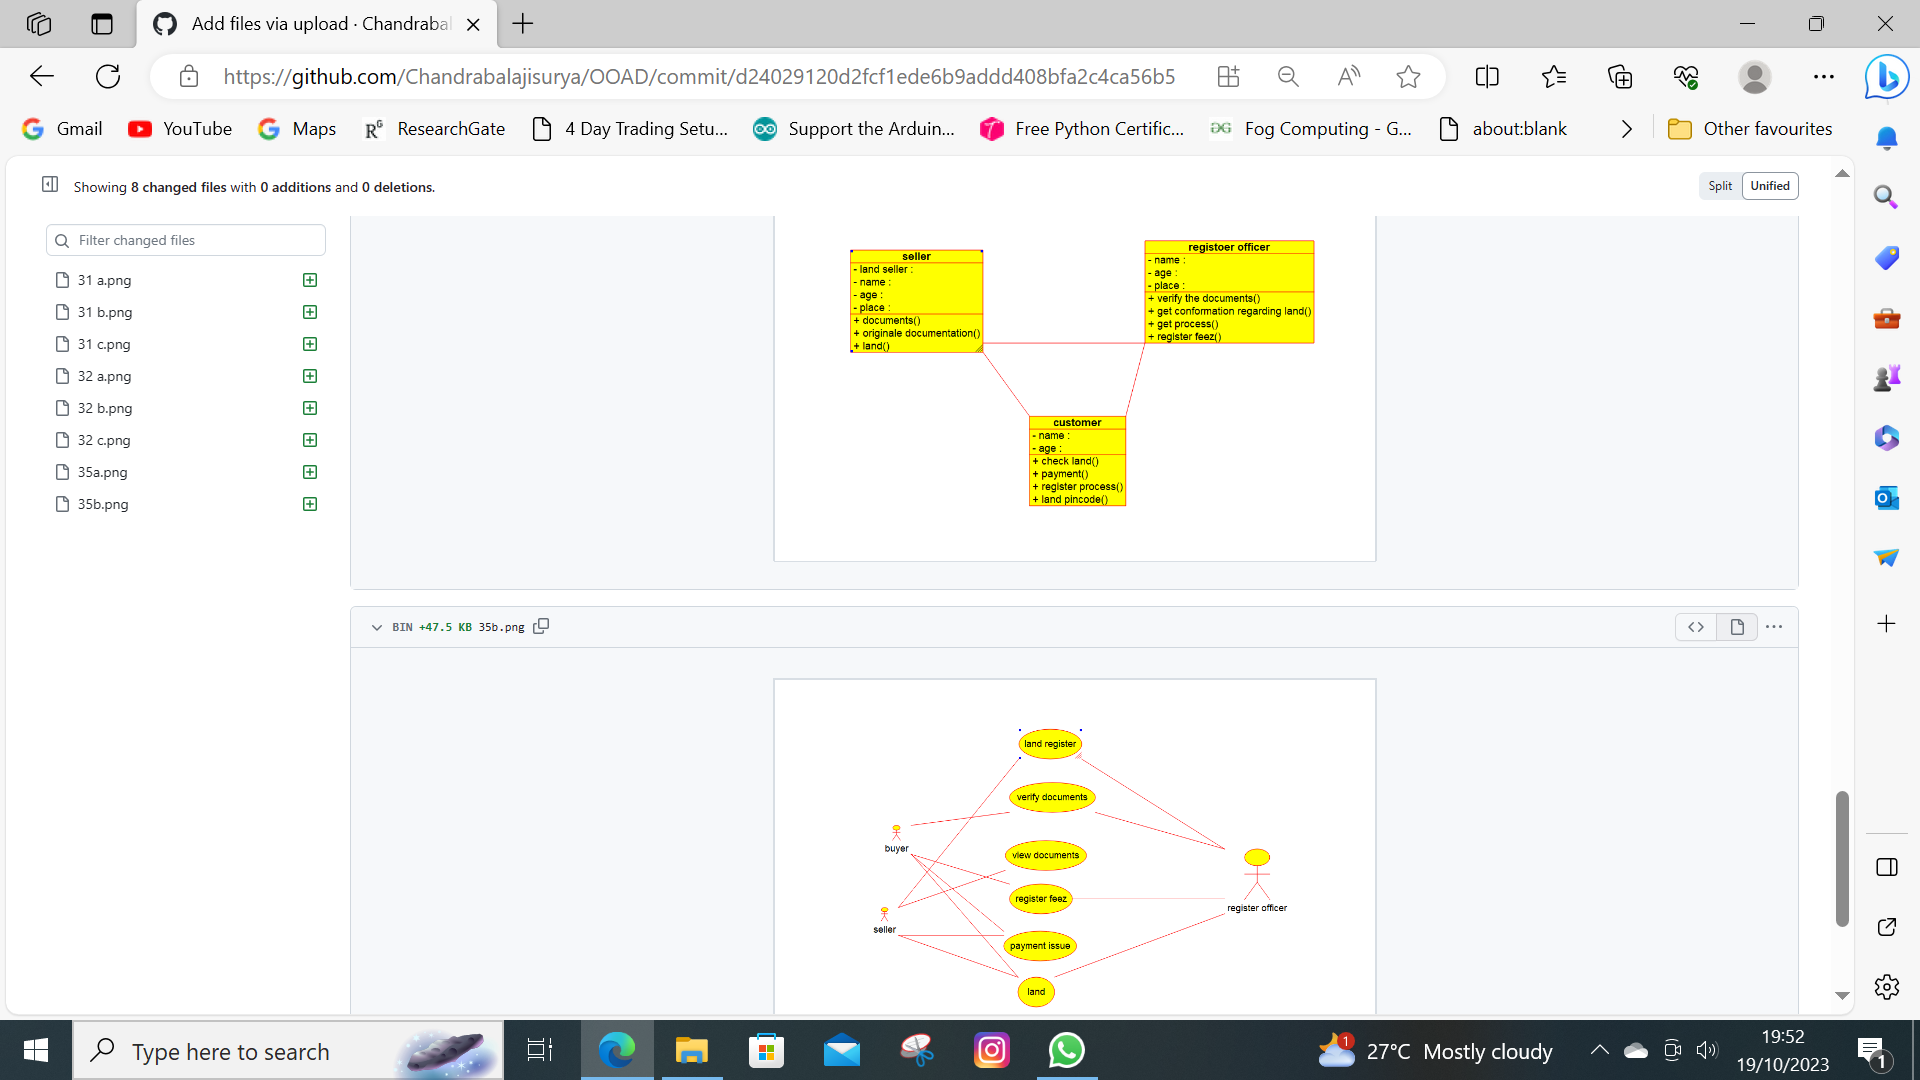 Add files via upload · Chandrabal
https://github.com/Chandrabalajisurya/OOAD/commit/d24029120d2fcf1ede6b9addd408bfa2c4ca56b5
Gmail YouTube Maps ResearchGate 4 Day Trading Setu... Support the Arduin... Free Python Certific... Fog Computing - G... about:blank Other favourites
Showing 8 changed files with 0 additions and 0 deletions.
Split Unified
Filter changed files
31 a.png
31 b.png
31 c.png
32 a.png
32 b.png
32 c.png
35a.png
35b.png
seller
- land seller :
- name :
- age :
- place :
+ documents()
+ originale documentation()
+ land()
registoer officer
- name :
- age :
- place :
+ verify the documents()
+ get conformation regarding land()
+ get process()
+ register feez()
customer
- name :
- age :
+ check land()
+ payment()
+ register process()
+ land pincode()
BIN +47.5 KB 35b.png
land register
verify documents
buyer
view documents
register feez
register officer
seller
payment issue
land
Type here to search
1
27°C Mostly cloudy
19:52
19/10/2023
1